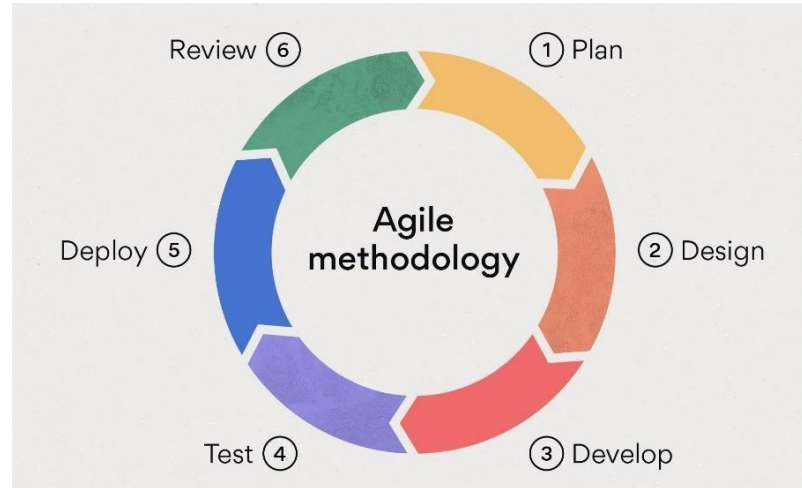 Agile
methodology
1 Plan
2 Design
3 Develop
Test 4
Deploy 5
Review 6